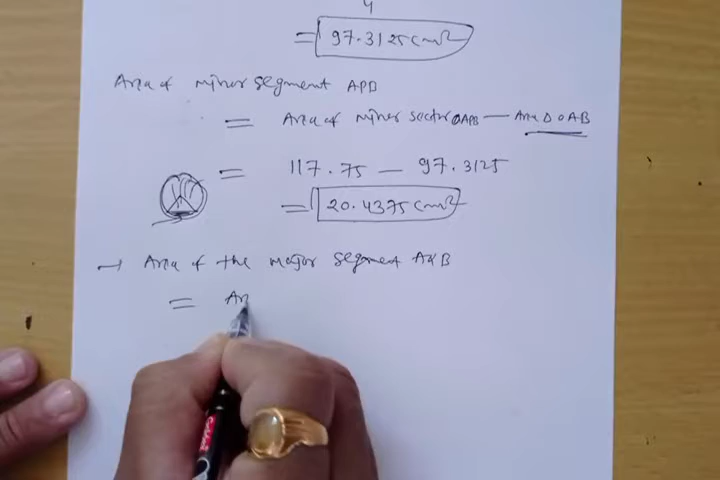 4
= 97.3125 cm²
Area of minor segment APB
= Area of minor sector OAPB — Area Δ OAB
= 117.75 — 97.3125
= 20.4375 cm²
→ Area of the major segment AXB
= Ar